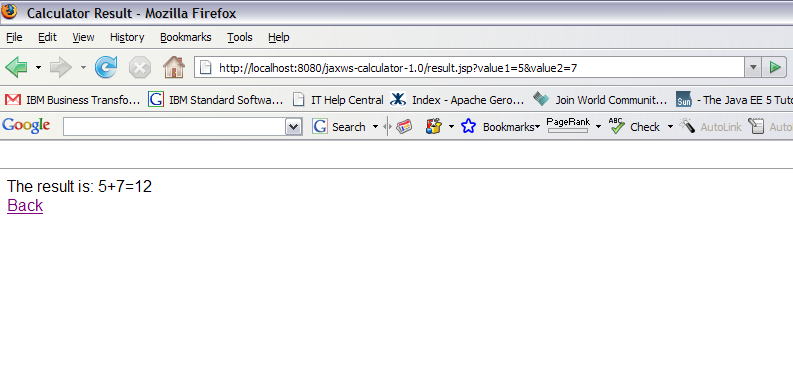 Calculator Result - Mozilla Firefox
File Edit View History Bookmarks Tools Help
http://localhost:8080/jaxws-calculator-1.0/result.jsp?value1=5&value2=7
IBM Business Transfo... G IBM Standard Softwa... IT Help Central Index - Apache Gero... Join World Communit... Sun - The Java EE 5 Tuto
Google G Search Bookmarks PageRank ABC Check AutoLink Auto
The result is: 5+7=12
Back